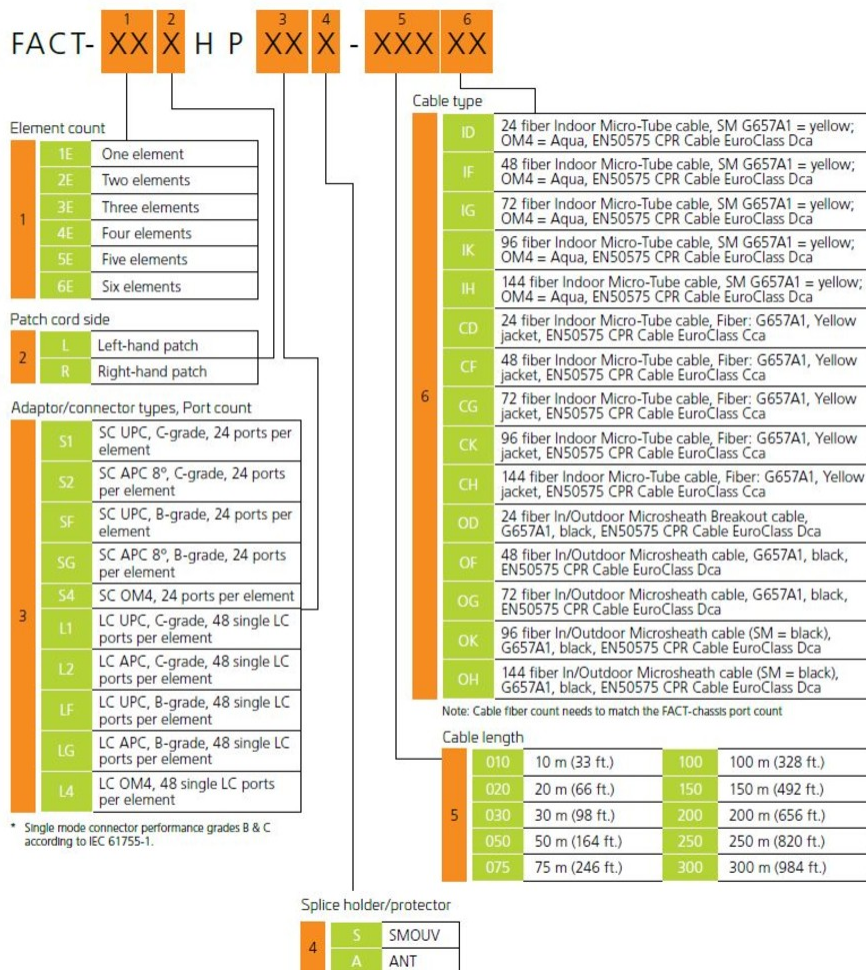 1 2 3 4 5 6
FACT- XX X H P XX X - XXX XX
Element count
1
1E One element
2E Two elements
3E Three elements
4E Four elements
5E Five elements
6E Six elements
Patch cord side
2
L Left-hand patch
R Right-hand patch
Adaptor/connector types, Port count
3
S1 SC UPC, C-grade, 24 ports per
element
S2 SC APC 8º, C-grade, 24 ports
per element
SF SC UPC, B-grade, 24 ports per
element
SG SC APC 8º, B-grade, 24 ports
per element
S4 SC OM4, 24 ports per element
L1 LC UPC, C-grade, 48 single LC
ports per element
L2 LC APC, C-grade, 48 single LC
ports per element
LF LC UPC, B-grade, 48 single LC
ports per element
LG LC APC, B-grade, 48 single LC
ports per element
L4 LC OM4, 48 single LC ports
per element
* Single mode connector performance grades B & C
according to IEC 61755-1.
Cable type
6
ID 24 fiber Indoor Micro-Tube cable, SM G657A1 = yellow;
OM4 = Aqua, EN50575 CPR Cable EuroClass Dca
IF 48 fiber Indoor Micro-Tube cable, SM G657A1 = yellow;
OM4 = Aqua, EN50575 CPR Cable EuroClass Dca
IG 72 fiber Indoor Micro-Tube cable, SM G657A1 = yellow;
OM4 = Aqua, EN50575 CPR Cable EuroClass Dca
IK 96 fiber Indoor Micro-Tube cable, SM G657A1 = yellow;
OM4 = Aqua, EN50575 CPR Cable EuroClass Dca
IH 144 fiber Indoor Micro-Tube cable, SM G657A1 = yellow;
OM4 = Aqua, EN50575 CPR Cable EuroClass Dca
CD 24 fiber Indoor Micro-Tube cable, Fiber: G657A1, Yellow
jacket, EN50575 CPR Cable EuroClass Cca
CF 48 fiber Indoor Micro-Tube cable, Fiber: G657A1, Yellow
jacket, EN50575 CPR Cable EuroClass Cca
CG 72 fiber Indoor Micro-Tube cable, Fiber: G657A1, Yellow
jacket, EN50575 CPR Cable EuroClass Cca
CK 96 fiber Indoor Micro-Tube cable, Fiber: G657A1, Yellow
jacket, EN50575 CPR Cable EuroClass Cca
CH 144 fiber Indoor Micro-Tube cable, Fiber: G657A1, Yellow
jacket, EN50575 CPR Cable EuroClass Cca
OD 24 fiber In/Outdoor Microsheath Breakout cable,
G657A1, black, EN50575 CPR Cable EuroClass Dca
OF 48 fiber In/Outdoor Microsheath cable, G657A1, black,
EN50575 CPR Cable EuroClass Dca
OG 72 fiber In/Outdoor Microsheath cable, G657A1, black,
EN50575 CPR Cable EuroClass Dca
OK 96 fiber In/Outdoor Microsheath cable (SM = black),
G657A1, black, EN50575 CPR Cable EuroClass Dca
OH 144 fiber In/Outdoor Microsheath cable (SM = black),
G657A1, black, EN50575 CPR Cable EuroClass Dca
Note: Cable fiber count needs to match the FACT-chassis port count
Cable length
5
010 10 m (33 ft.) 100 100 m (328 ft.)
020 20 m (66 ft.) 150 150 m (492 ft.)
030 30 m (98 ft.) 200 200 m (656 ft.)
050 50 m (164 ft.) 250 250 m (820 ft.)
075 75 m (246 ft.) 300 300 m (984 ft.)
Splice holder/protector
4
S SMOUV
A ANT